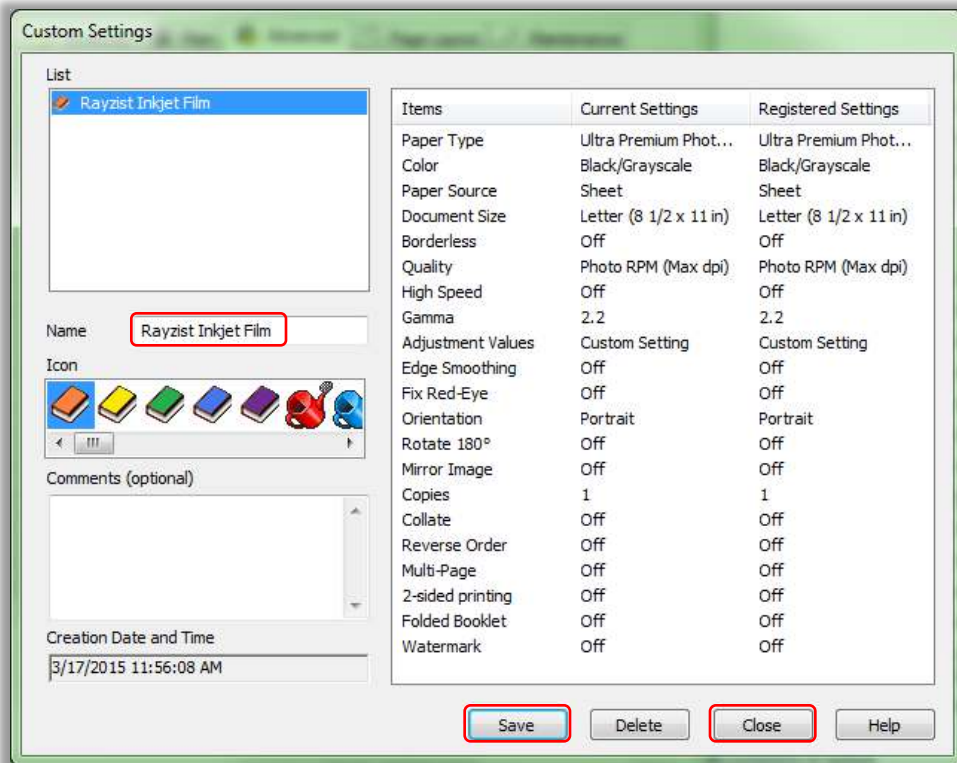 Custom Settings
List
Rayzist Inkjet Film
Name Rayzist Inkjet Film
Icon
Comments (optional)
Creation Date and Time
3/17/2015 11:56:08 AM
Items Current Settings Registered Settings
Paper Type Ultra Premium Phot... Ultra Premium Phot...
Color Black/Grayscale Black/Grayscale
Paper Source Sheet Sheet
Document Size Letter (8 1/2 x 11 in) Letter (8 1/2 x 11 in)
Borderless Off Off
Quality Photo RPM (Max dpi) Photo RPM (Max dpi)
High Speed Off Off
Gamma 2.2 2.2
Adjustment Values Custom Setting Custom Setting
Edge Smoothing Off Off
Fix Red-Eye Off Off
Orientation Portrait Portrait
Rotate 180° Off Off
Mirror Image Off Off
Copies 1 1
Collate Off Off
Reverse Order Off Off
Multi-Page Off Off
2-sided printing Off Off
Folded Booklet Off Off
Watermark Off Off
Save Delete Close Help